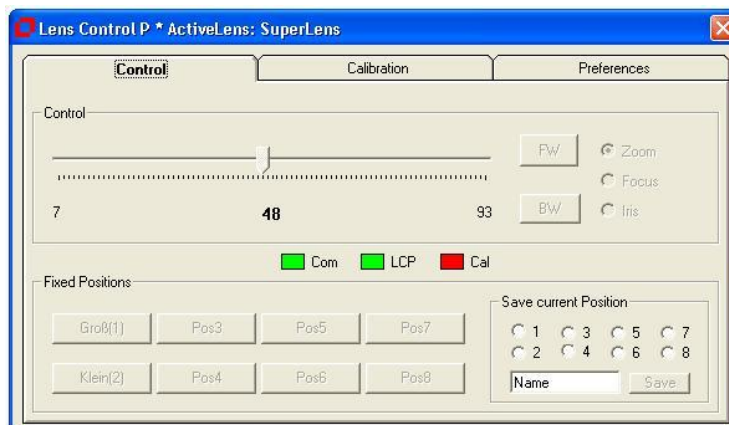 Lens Control P * ActiveLens: SuperLens
Control Calibration Preferences
Control
FW Zoom
Focus
BW Iris
7 48 93
Com LCP Cal
Fixed Positions
Save current Position
Groß(1) Pos3 Pos5 Pos7
1 3 5 7
2 4 6 8
Klein(2) Pos4 Pos6 Pos8
Name Save